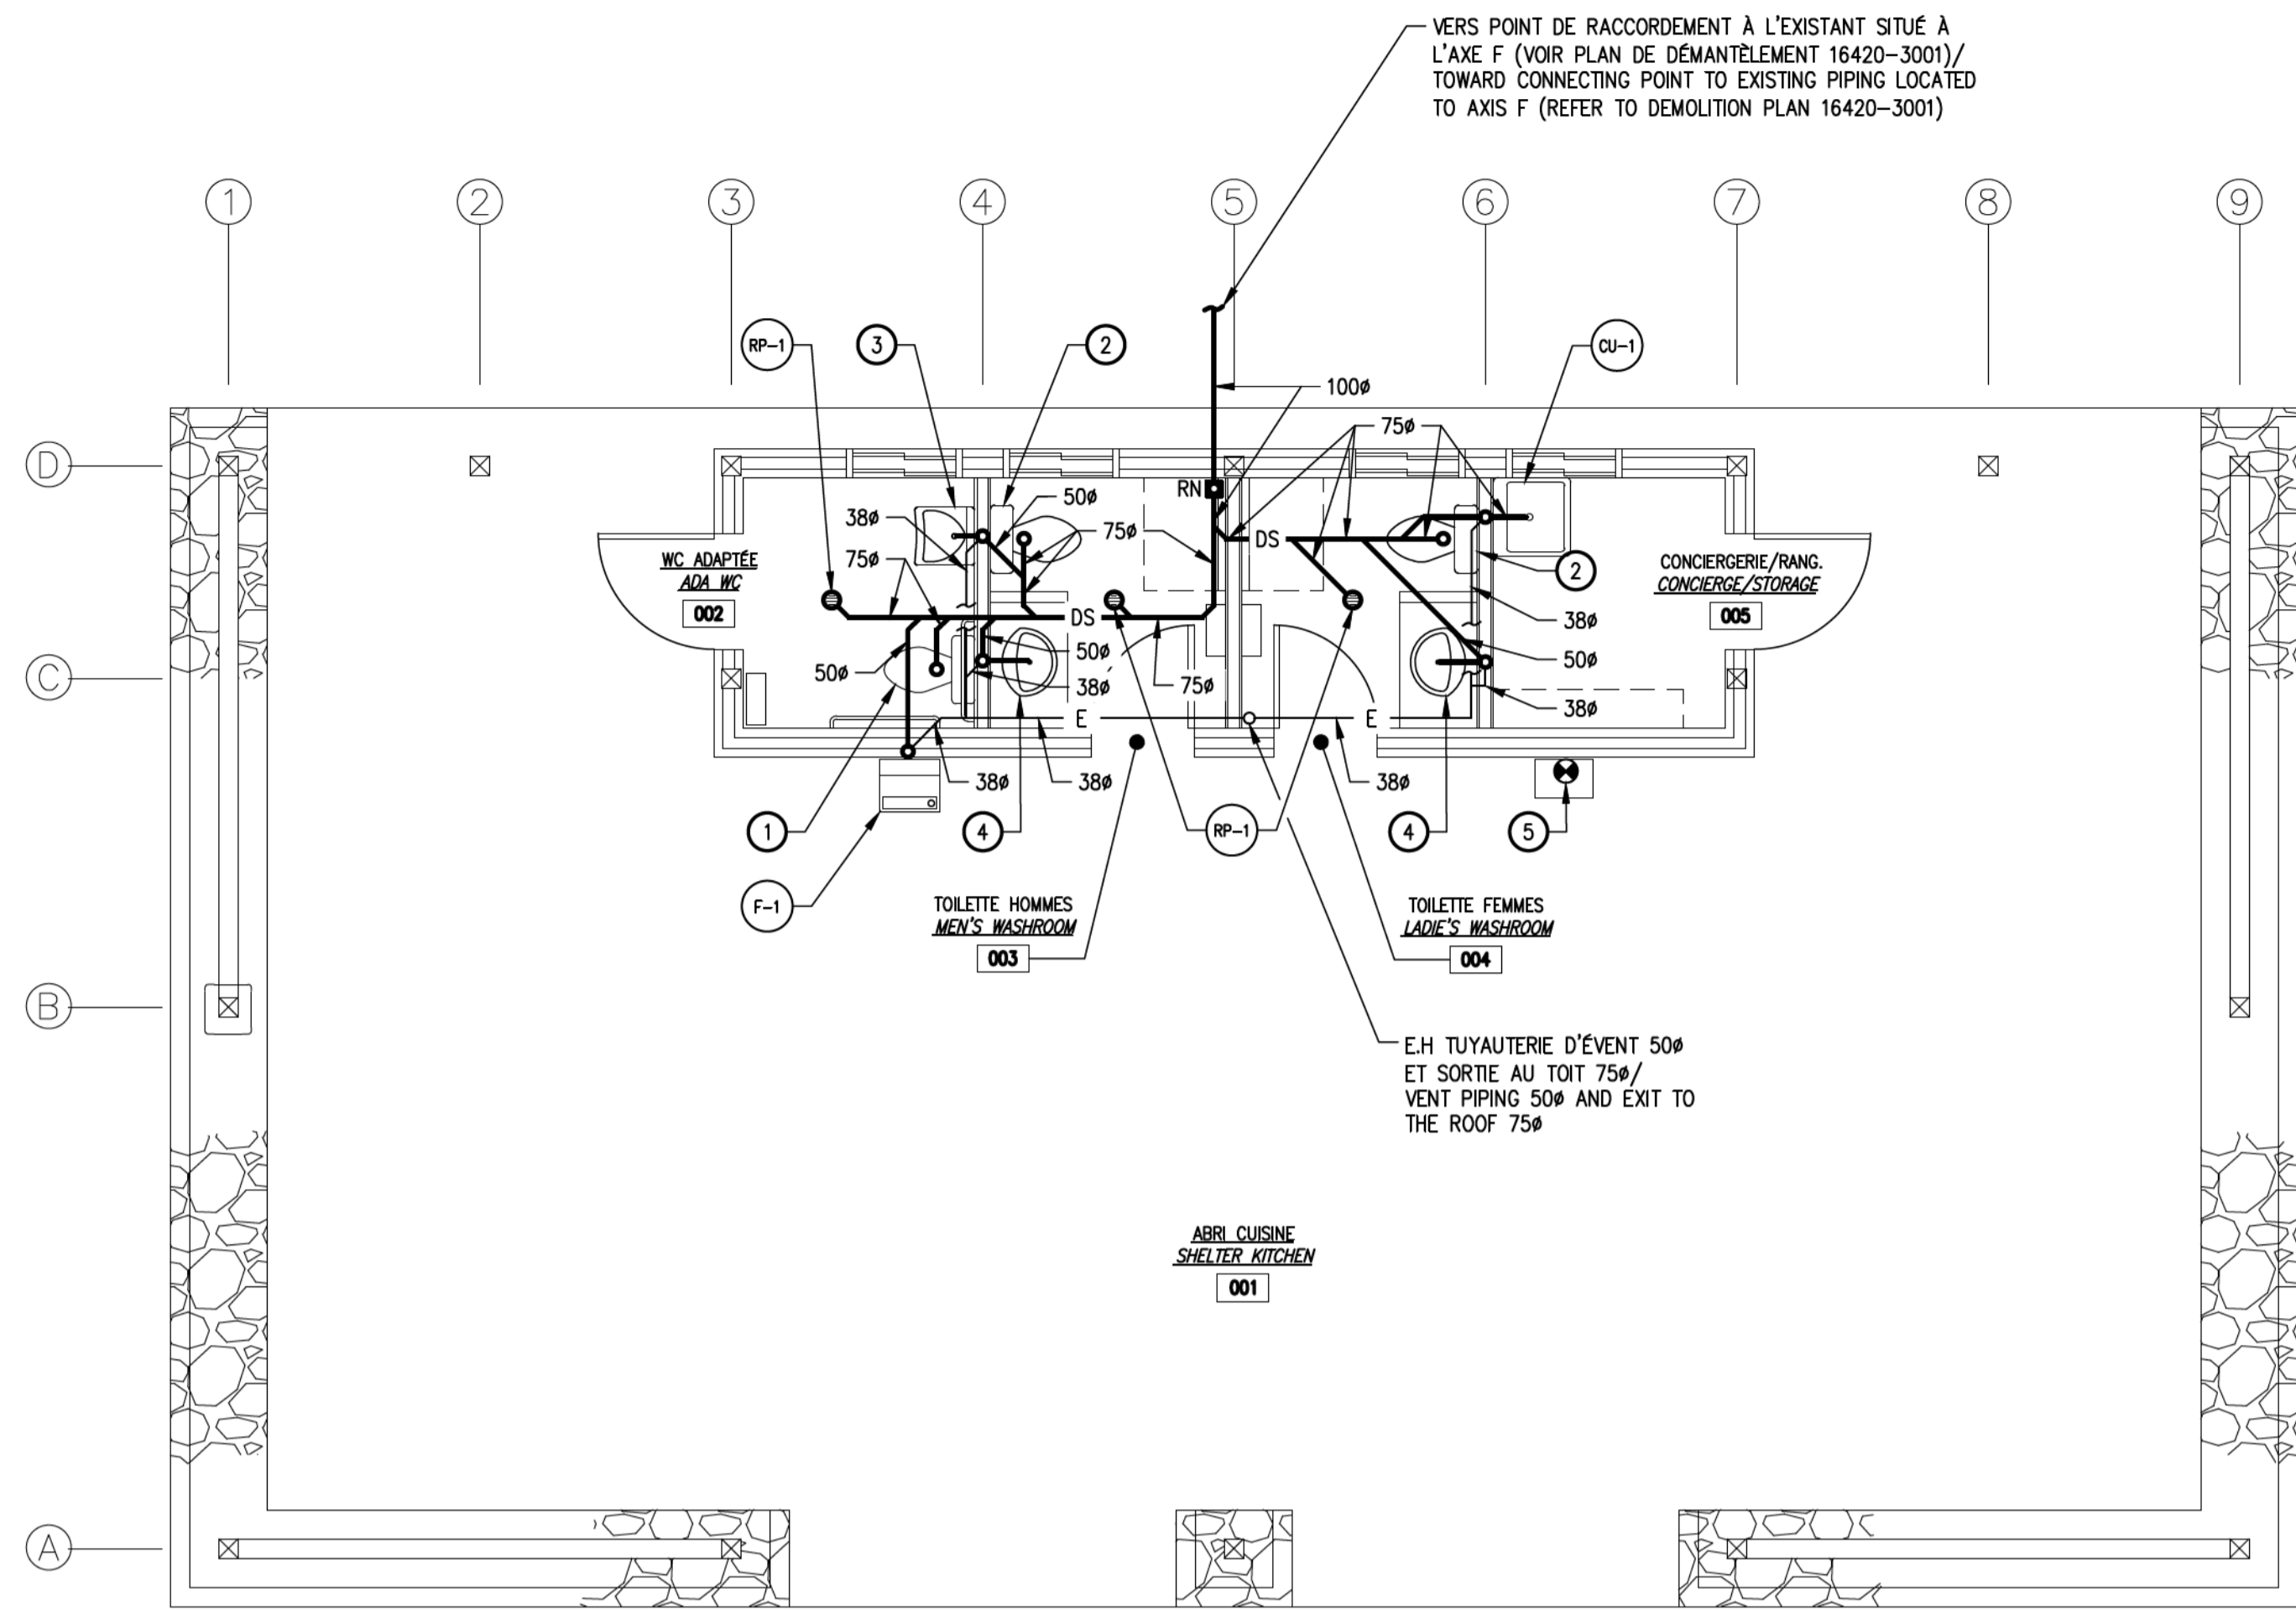 VERS POINT DE RACCORDEMENT À L'EXISTANT SITUÉ À
L'AXE F (VOIR PLAN DE DÉMANTÈLEMENT 16420-3001)/
TOWARD CONNECTING POINT TO EXISTING PIPING LOCATED
TO AXIS F (REFER TO DEMOLITION PLAN 16420-3001)
1 2 3 4 5 6 7 8 9
RP-1 3 2 CU-1
100ø
75ø
D
RN
50ø
38ø
75ø
DS
75ø
WC ADAPTÉE
ADA WC
002
CONCIERGERIE/RANG.
CONCIERGE/STORAGE
005
2
DS
38ø
50ø
50ø
38ø
75ø
50ø
38ø
C
E
E
38ø
38ø
38ø
1
4
RP-1
4
5
F-1
TOILETTE HOMMES
MEN'S WASHROOM
003
TOILETTE FEMMES
LADIE'S WASHROOM
004
B
E.H TUYAUTERIE D'ÉVENT 50ø
ET SORTIE AU TOIT 75ø/
VENT PIPING 50ø AND EXIT TO
THE ROOF 75ø
ABRI CUISINE
SHELTER KITCHEN
001
A